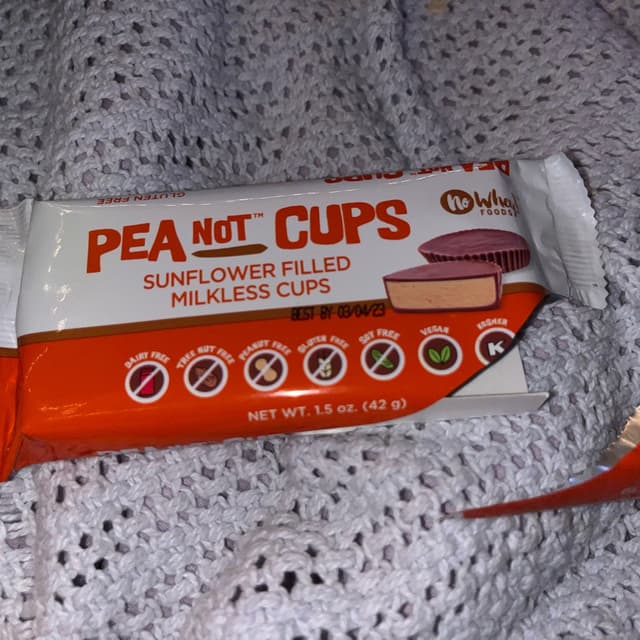 GLUTEN FREE
PEA NOT™ CUPS
No Whey!
FOODS
SUNFLOWER FILLED
MILKLESS CUPS
BEST BY 03/04/23
DAIRY FREE
TREE NUT FREE
PEANUT FREE
GLUTEN FREE
SOY FREE
VEGAN
KOSHER
K
NET WT. 1.5 oz. (42 g)